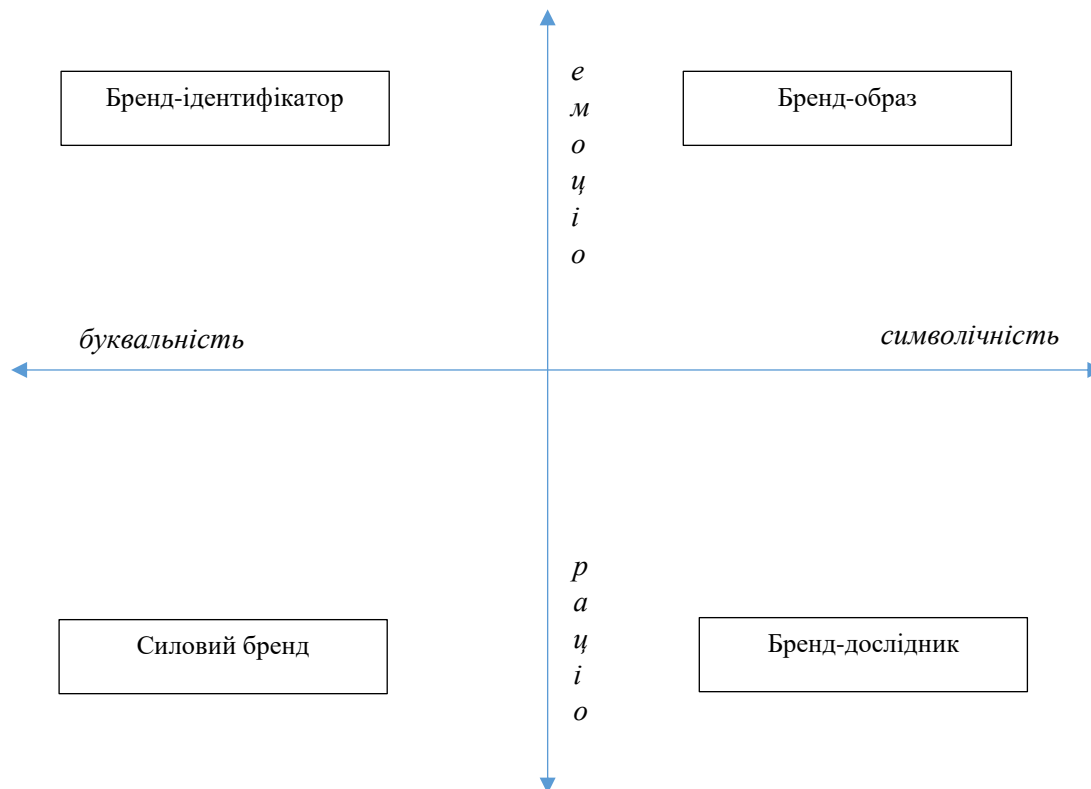 Бренд-ідентифікатор
Бренд-образ
е
м
о
ц
і
о
буквальність
символічність
р
а
ц
і
о
Силовий бренд
Бренд-дослідник